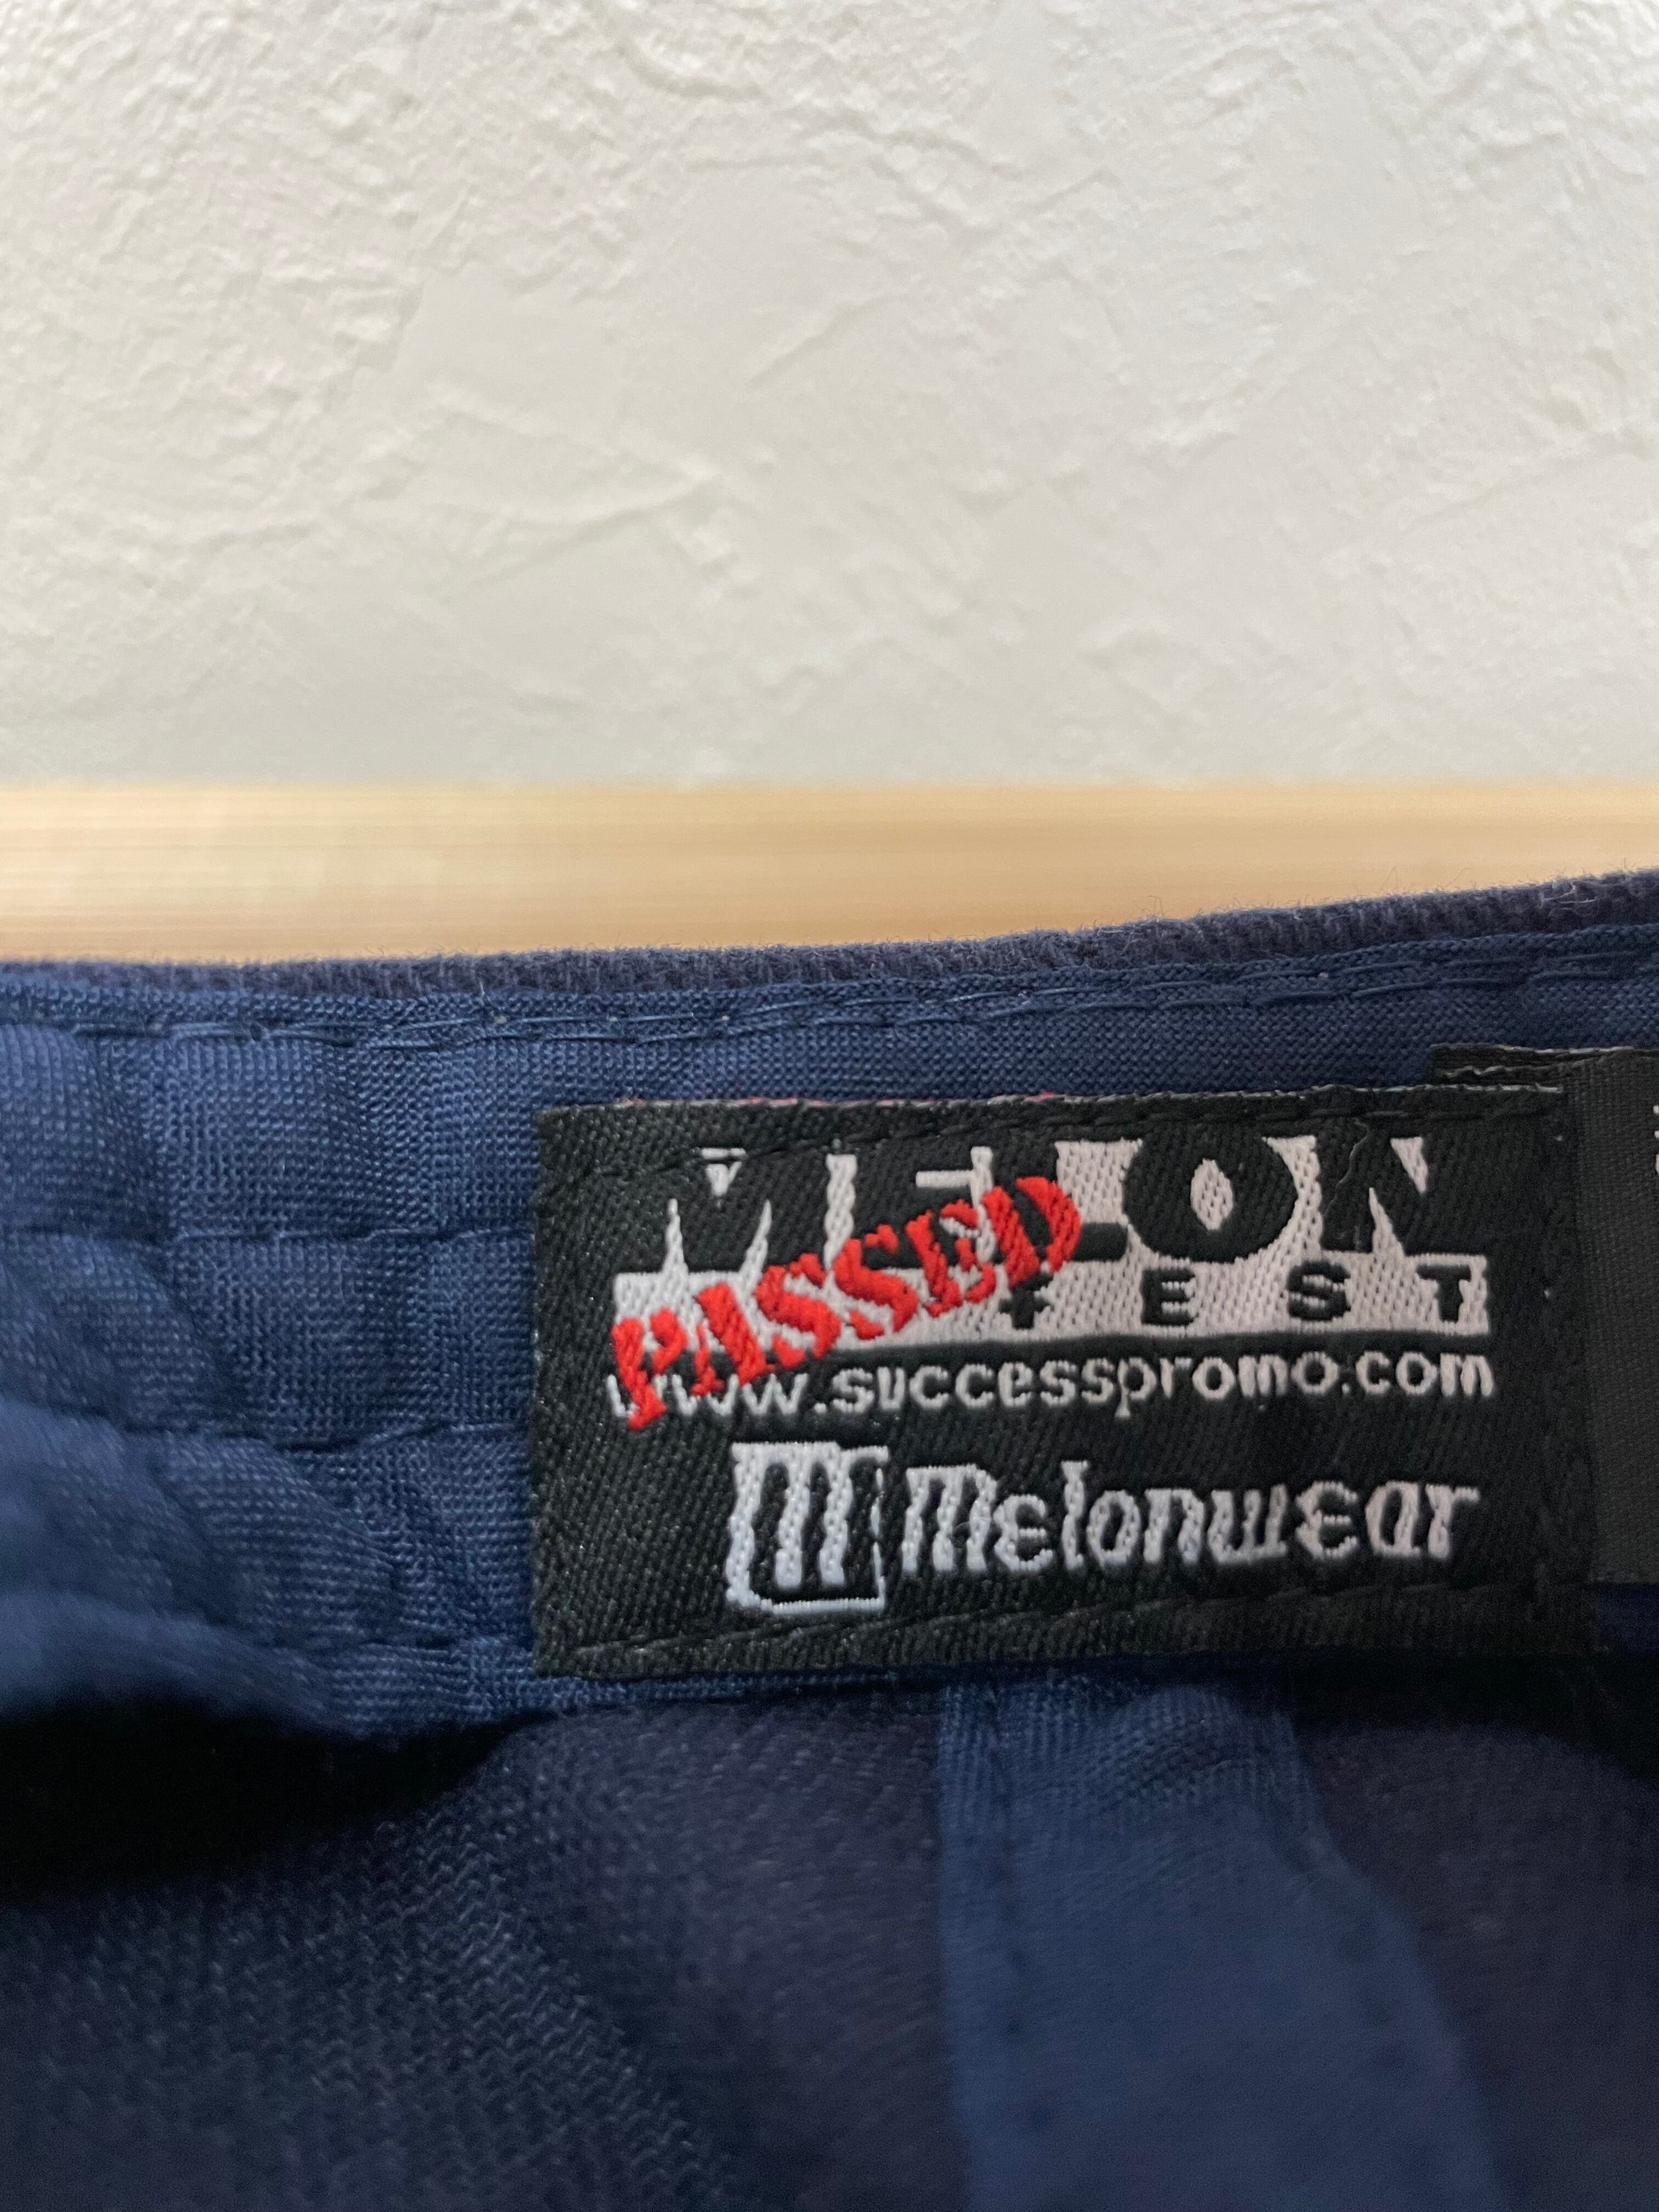 MELON
PASSED
TEST
www.successpromo.com
m Melonwear